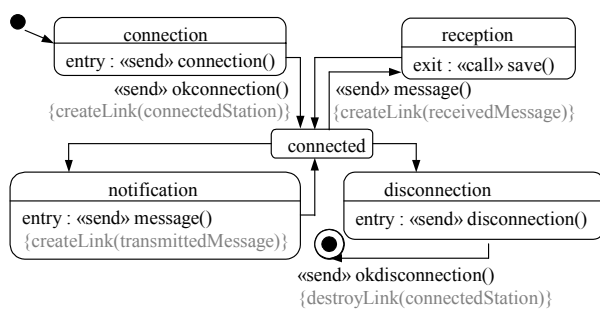 connection
entry : «send» connection()
reception
exit : «call» save()
«send» okconnection()
{createLink(connectedStation)}
«send» message()
{createLink(receivedMessage)}
connected
notification
entry : «send» message()
{createLink(transmittedMessage)}
disconnection
entry : «send» disconnection()
«send» okdisconnection()
{destroyLink(connectedStation)}